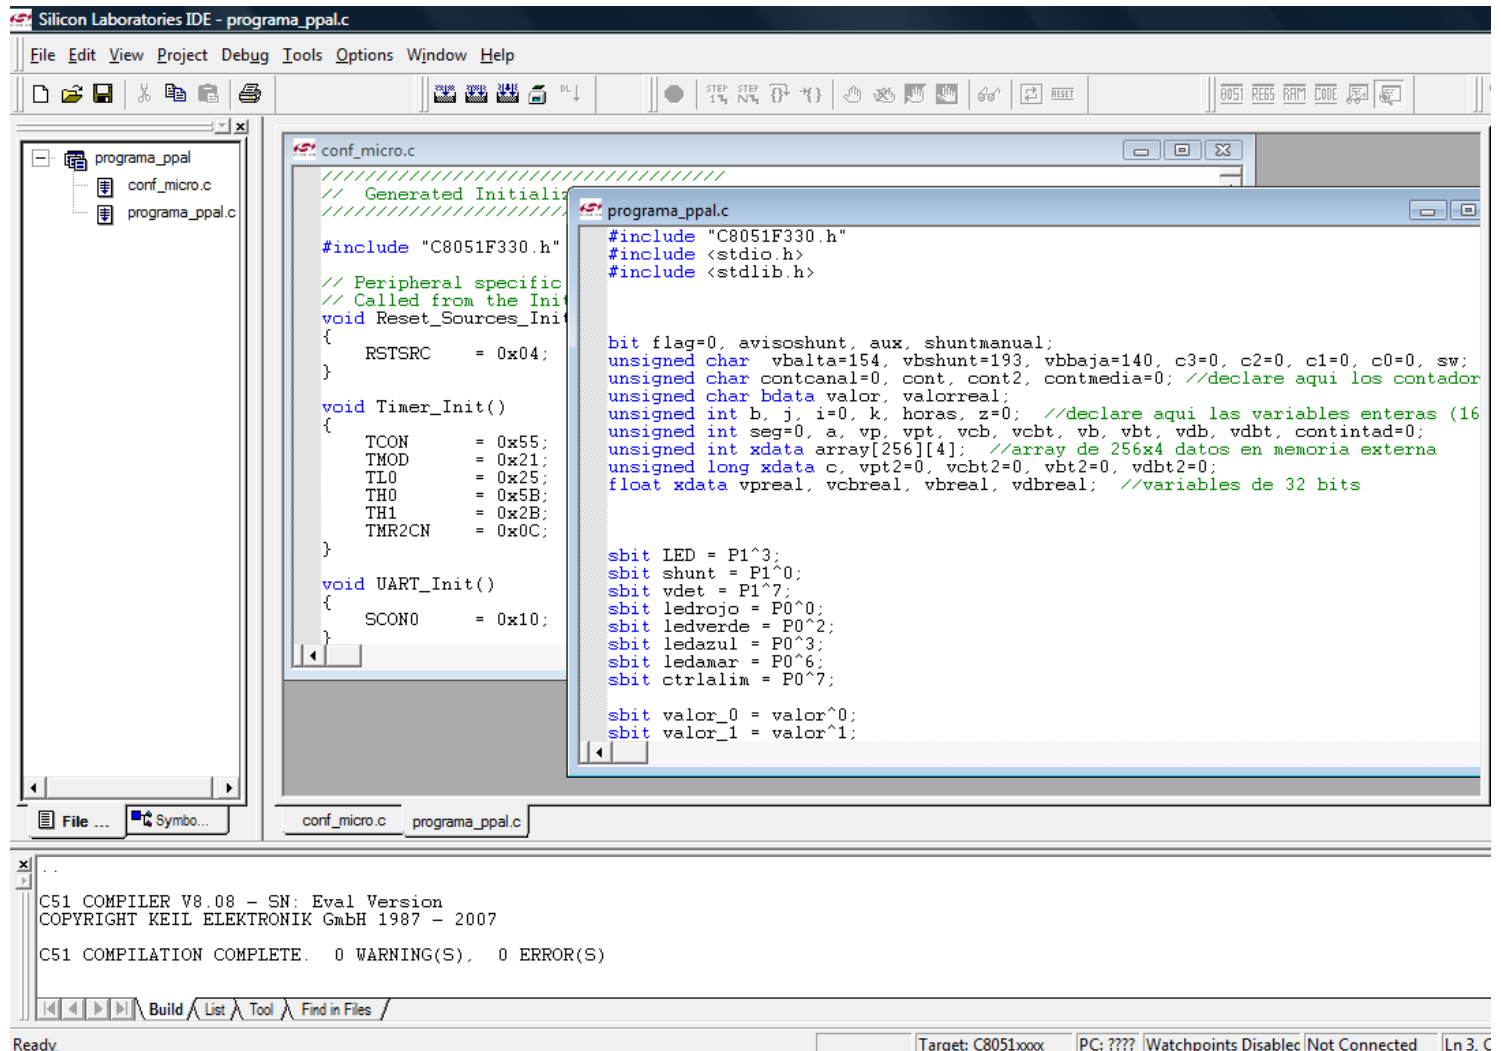 Silicon Laboratories IDE - programa_ppal.c
File Edit View Project Debug Tools Options Window Help
DL
STEP STEP
RESET
8051 REGS RAM CODE
programa_ppal
conf_micro.c
programa_ppal.c
conf_micro.c
/////////////////////////////////////
//  Generated Initializ
#include "C8051F330.h"
// Peripheral specific
// Called from the Init
void Reset_Sources_Init
{
RSTSRC    = 0x04;
}
void Timer_Init()
{
TCON      = 0x55;
TMOD      = 0x21;
TL0       = 0x25;
TH0       = 0x5B;
TH1       = 0x2B;
TMR2CN    = 0x0C;
}
void UART_Init()
{
SCON0     = 0x10;
}
programa_ppal.c
#include "C8051F330.h"
#include <stdio.h>
#include <stdlib.h>
bit flag=0, avisoshunt, aux, shuntmanual;
unsigned char  vbalta=154, vbshunt=193, vbbaja=140, c3=0, c2=0, c1=0, c0=0, sw;
unsigned char contcanal=0, cont, cont2, contmedia=0; //declare aqui los contador
unsigned char bdata valor, valorreal;
unsigned int b, j, i=0, k, horas, z=0;  //declare aqui las variables enteras (16
unsigned int seg=0, a, vp, vpt, vcb, vcbt, vb, vbt, vdb, vdbt, contintad=0;
unsigned int xdata array[256][4];  //array de 256x4 datos en memoria externa
unsigned long xdata c, vpt2=0, vcbt2=0, vbt2=0, vdbt2=0;
float xdata vpreal, vcbreal, vbreal, vdbreal;  //variables de 32 bits
sbit LED = P1^3;
sbit shunt = P1^0;
sbit vdet = P1^7;
sbit ledrojo = P0^0;
sbit ledverde = P0^2;
sbit ledazul = P0^3;
sbit ledamar = P0^6;
sbit ctrlalim = P0^7;
sbit valor_0 = valor^0;
sbit valor_1 = valor^1;
File ... Symbo...
conf_micro.c programa_ppal.c
..
C51 COMPILER V8.08 - SN: Eval Version
COPYRIGHT KEIL ELEKTRONIK GmbH 1987 - 2007
C51 COMPILATION COMPLETE.  0 WARNING(S),  0 ERROR(S)
Build List Tool Find in Files
Ready Target: C8051xxxx PC: ???? Watchpoints Disabled Not Connected Ln 3, C